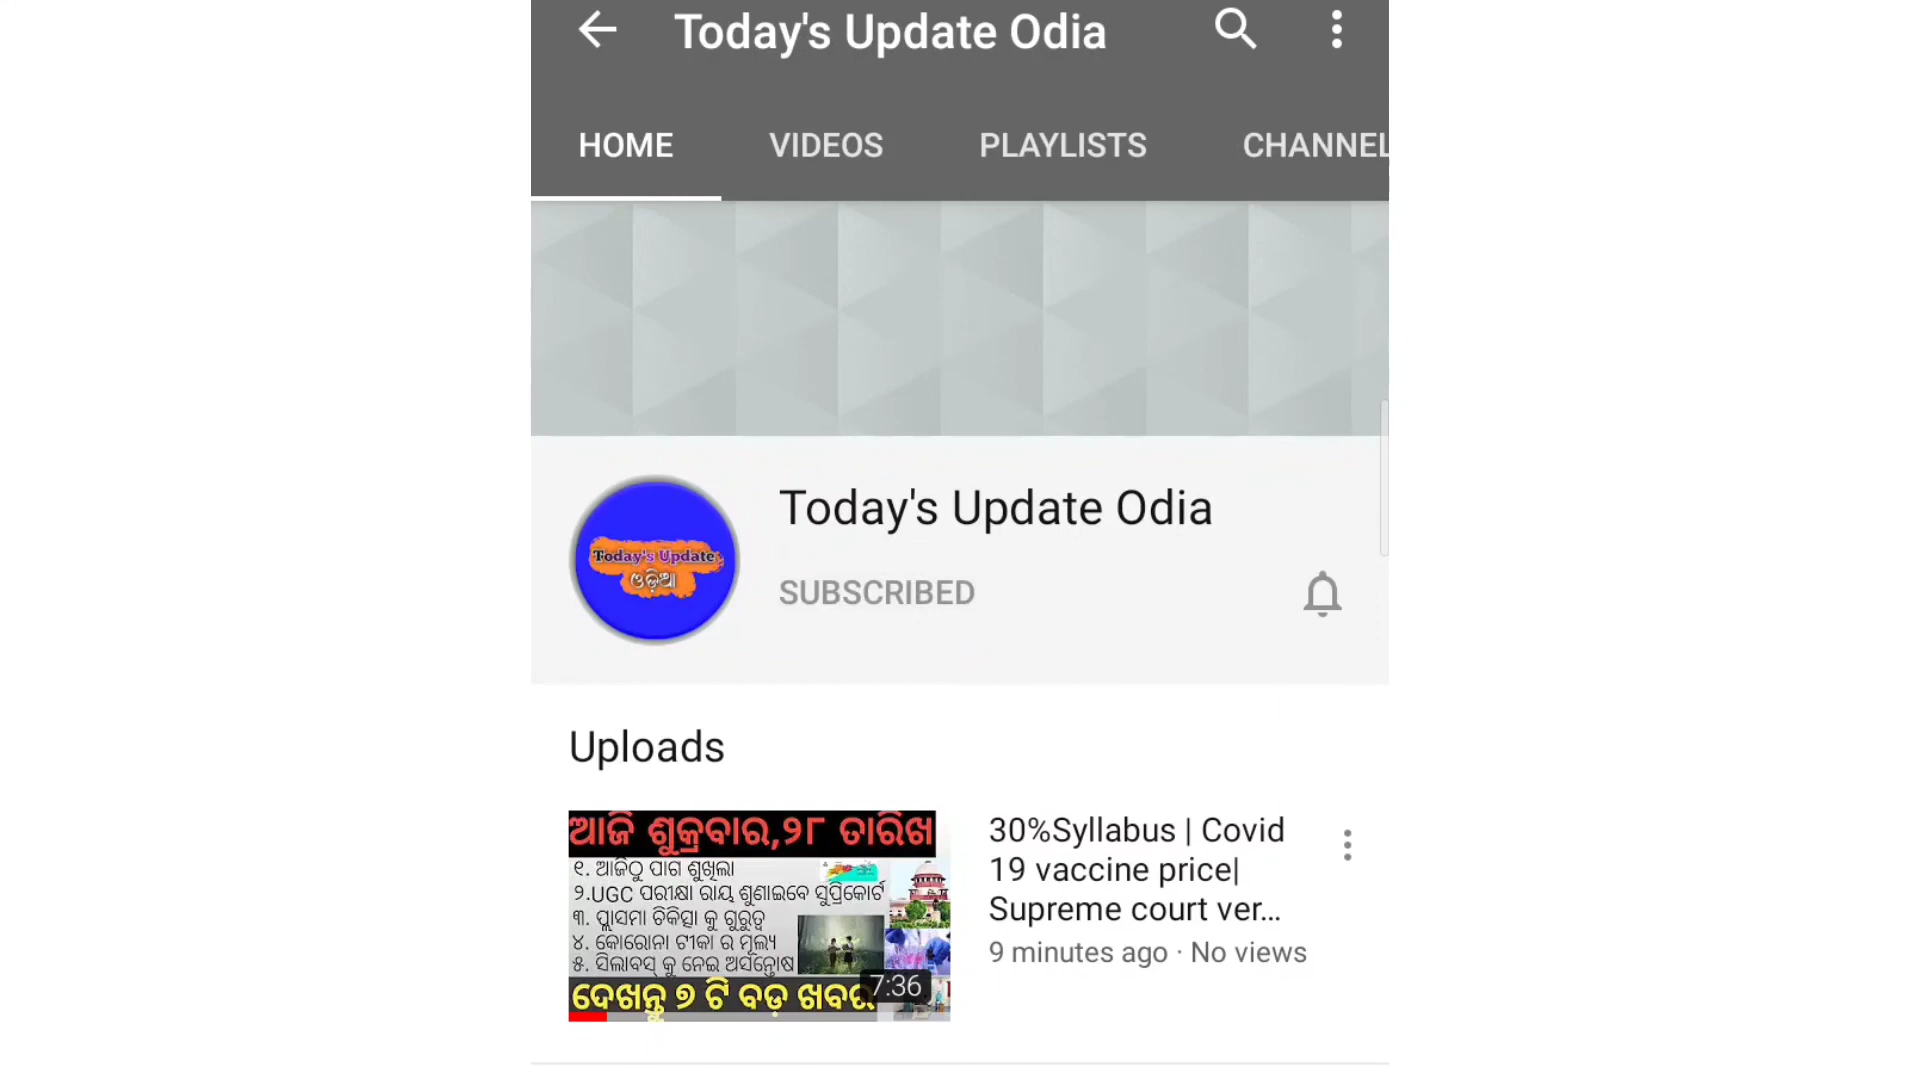 Today's Update Odia
HOME VIDEOS PLAYLISTS CHANNEL
Today's Update
ଓଡ଼ିଆ
Today's Update Odia
SUBSCRIBED
Uploads
ଆଜି ଶୁକ୍ରବାର,୨୮ ତାରିଖ
୧. ଆଜିଠୁ ପାଗ ଶୁଖିଲା
୨.UGC ପରୀକ୍ଷା ରାୟ ଶୁଣାଇବେ ସୁପ୍ରିକୋର୍ଟ
୩. ପ୍ଲାସମା ଚିକିତ୍ସା କୁ ଗୁରୁତ୍ୱ
୪. କୋରୋନା ଟୀକା ର ମୂଲ୍ୟ
୫. ସିଲାବସ୍ କୁ ନେଇ ଅସନ୍ତୋଷ
ଦେଖନ୍ତୁ ୭ ଟି ବଡ଼ ଖବର
7:36
30%Syllabus | Covid
19 vaccine price|
Supreme court ver...
9 minutes ago · No views